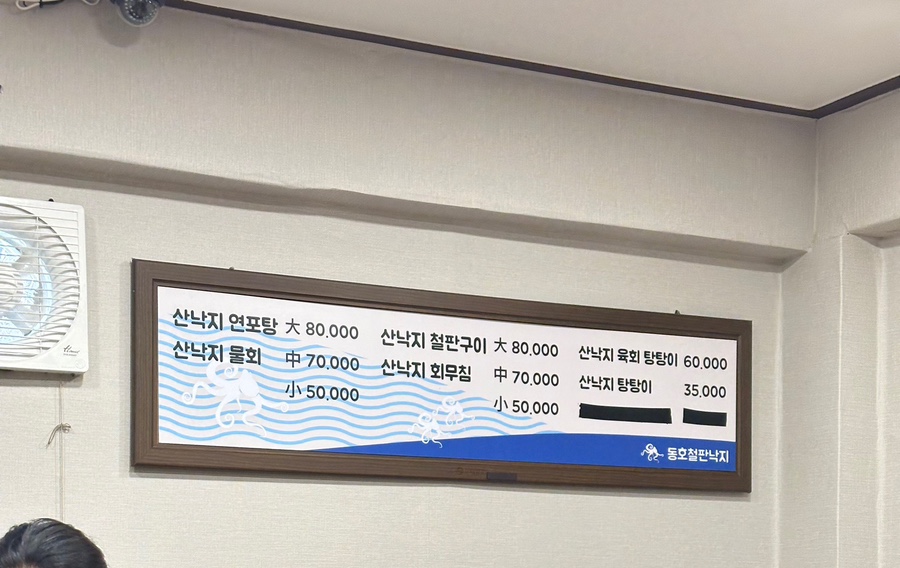 산낙지 연포탕 大 80,000
산낙지 물회 中 70,000
小 50,000
산낙지 철판구이 大 80,000
산낙지 회무침 中 70,000
小 50,000
산낙지 육회 탕탕이 60,000
산낙지 탕탕이 35,000
동호철판낙지